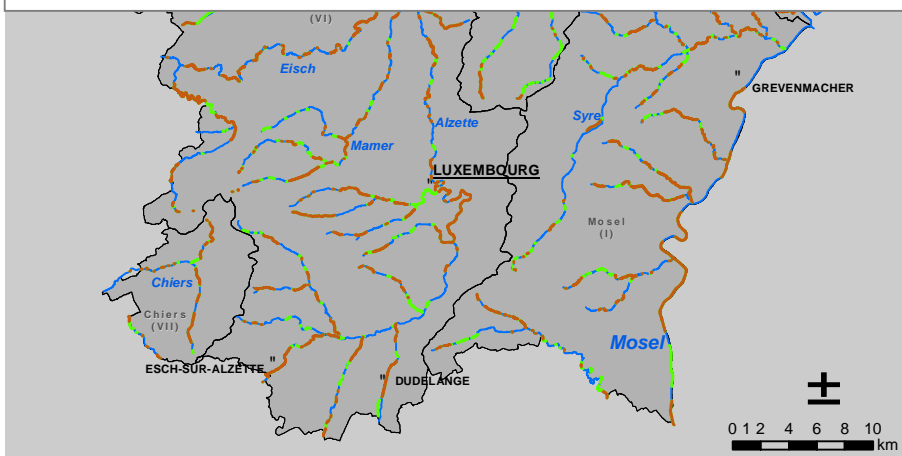 (VI)
Eisch
GREVENMACHER
Syre
Alzette
Mamer
LUXEMBOURG
Mosel
(I)
Chiers
Chiers
(VII)
Mosel
ESCH-SUR-ALZETTE
DUDELANGE
0 1 2 4 6 8 10
km